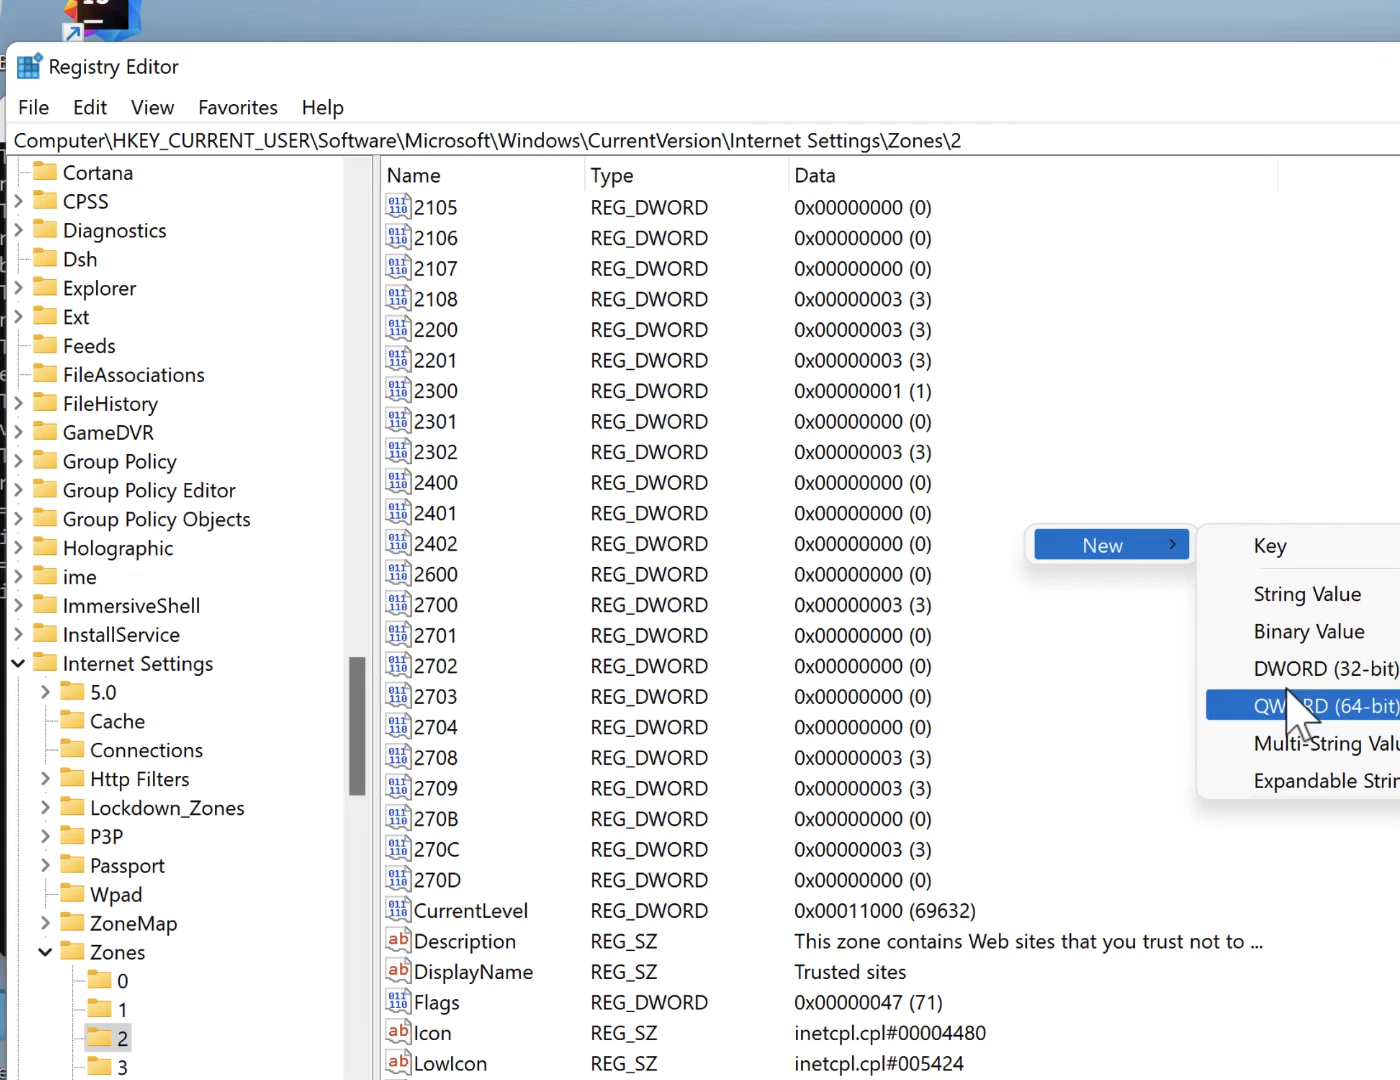 Registry Editor
File Edit View Favorites Help
Computer\HKEY_CURRENT_USER\Software\Microsoft\Windows\CurrentVersion\Internet Settings\Zones\2
Cortana
CPSS
Diagnostics
Dsh
Explorer
Ext
Feeds
FileAssociations
FileHistory
GameDVR
Group Policy
Group Policy Editor
Group Policy Objects
Holographic
ime
ImmersiveShell
InstallService
Internet Settings
5.0
Cache
Connections
Http Filters
Lockdown_Zones
P3P
Passport
Wpad
ZoneMap
Zones
0
1
2
3
Name Type Data
2105 REG_DWORD 0x00000000 (0)
2106 REG_DWORD 0x00000000 (0)
2107 REG_DWORD 0x00000000 (0)
2108 REG_DWORD 0x00000003 (3)
2200 REG_DWORD 0x00000003 (3)
2201 REG_DWORD 0x00000003 (3)
2300 REG_DWORD 0x00000001 (1)
2301 REG_DWORD 0x00000000 (0)
2302 REG_DWORD 0x00000003 (3)
2400 REG_DWORD 0x00000000 (0)
2401 REG_DWORD 0x00000000 (0)
2402 REG_DWORD 0x00000000 (0)
2600 REG_DWORD 0x00000000 (0)
2700 REG_DWORD 0x00000003 (3)
2701 REG_DWORD 0x00000000 (0)
2702 REG_DWORD 0x00000000 (0)
2703 REG_DWORD 0x00000000 (0)
2704 REG_DWORD 0x00000000 (0)
2708 REG_DWORD 0x00000003 (3)
2709 REG_DWORD 0x00000003 (3)
270B REG_DWORD 0x00000000 (0)
270C REG_DWORD 0x00000003 (3)
270D REG_DWORD 0x00000000 (0)
CurrentLevel REG_DWORD 0x00011000 (69632)
Description REG_SZ This zone contains Web sites that you trust not to ...
DisplayName REG_SZ Trusted sites
Flags REG_DWORD 0x00000047 (71)
Icon REG_SZ inetcpl.cpl#00004480
LowIcon REG_SZ inetcpl.cpl#005424
New
Key
String Value
Binary Value
DWORD (32-bit)
(64-bit)
Multi-String
Expandable